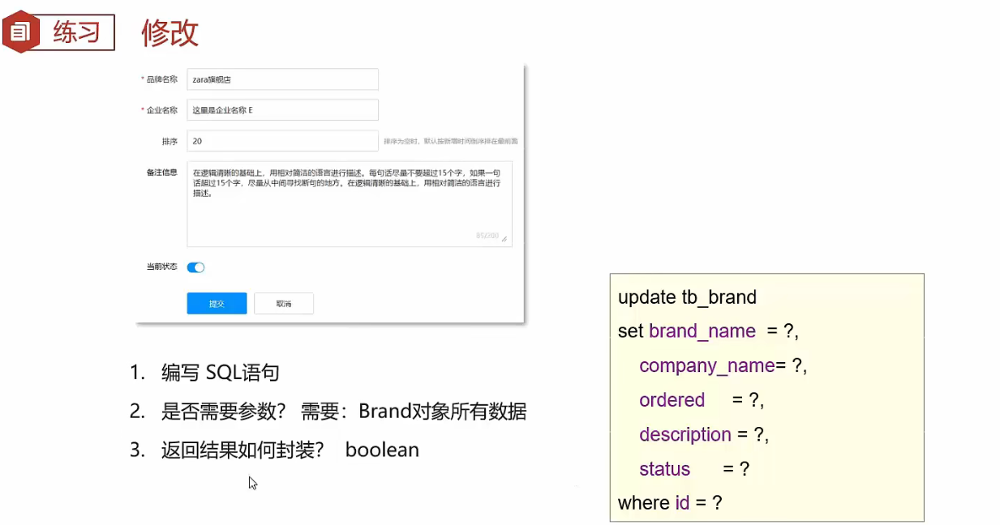 练习
修改
* 品牌名称 zara旗舰店
* 企业名称 这里是企业名称 E
排序 20 排序为空时，默认按新增时间倒序排在最前面
备注信息 在逻辑清晰的基础上，用相对简洁的语言进行描述。每句话尽量不要超过15个字，如果一句
话超过15个字，尽量从中间寻找断句的地方。在逻辑清晰的基础上，用相对简洁的语言进行
描述。
85/200
当前状态
提交 取消
1. 编写 SQL语句
2. 是否需要参数？ 需要：Brand对象所有数据
3. 返回结果如何封装？ boolean
update tb_brand
set brand_name = ?,
company_name= ?,
ordered = ?,
description = ?,
status = ?
where id = ?